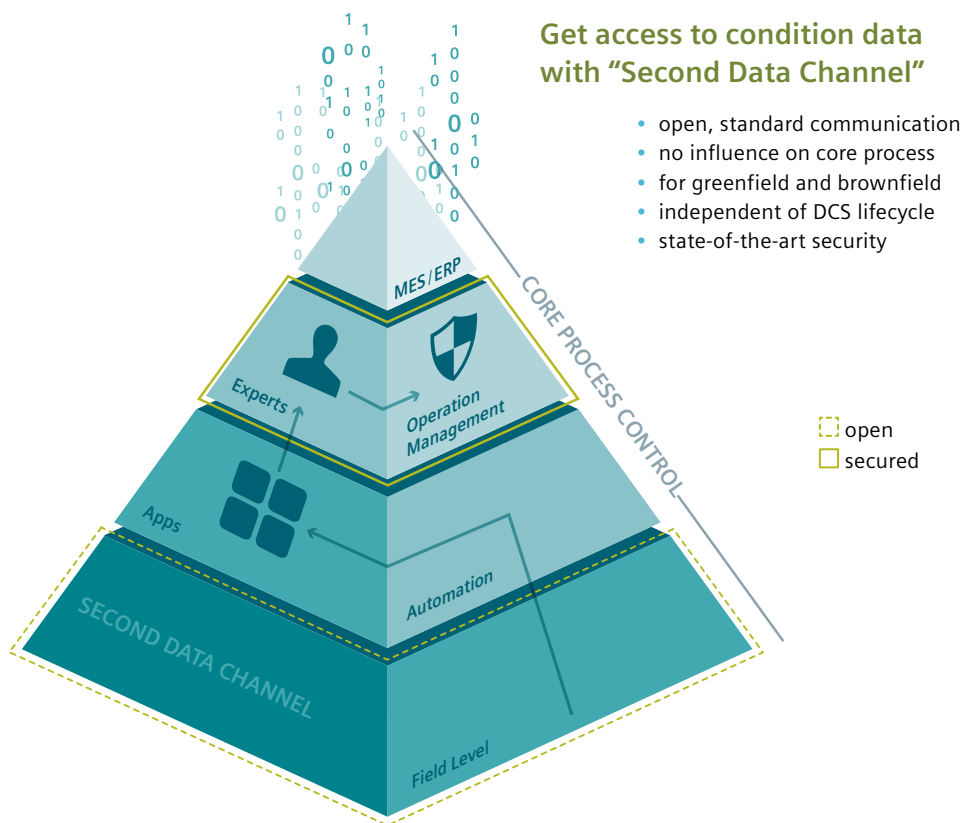 Get access to condition data
with “Second Data Channel”
• open, standard communication
• no influence on core process
• for greenfield and brownfield
• independent of DCS lifecycle
• state-of-the-art security
MES/ERP
CORE PROCESS CONTROL
Experts
Operation
Management
open
secured
Apps
Automation
SECOND DATA CHANNEL
Field Level